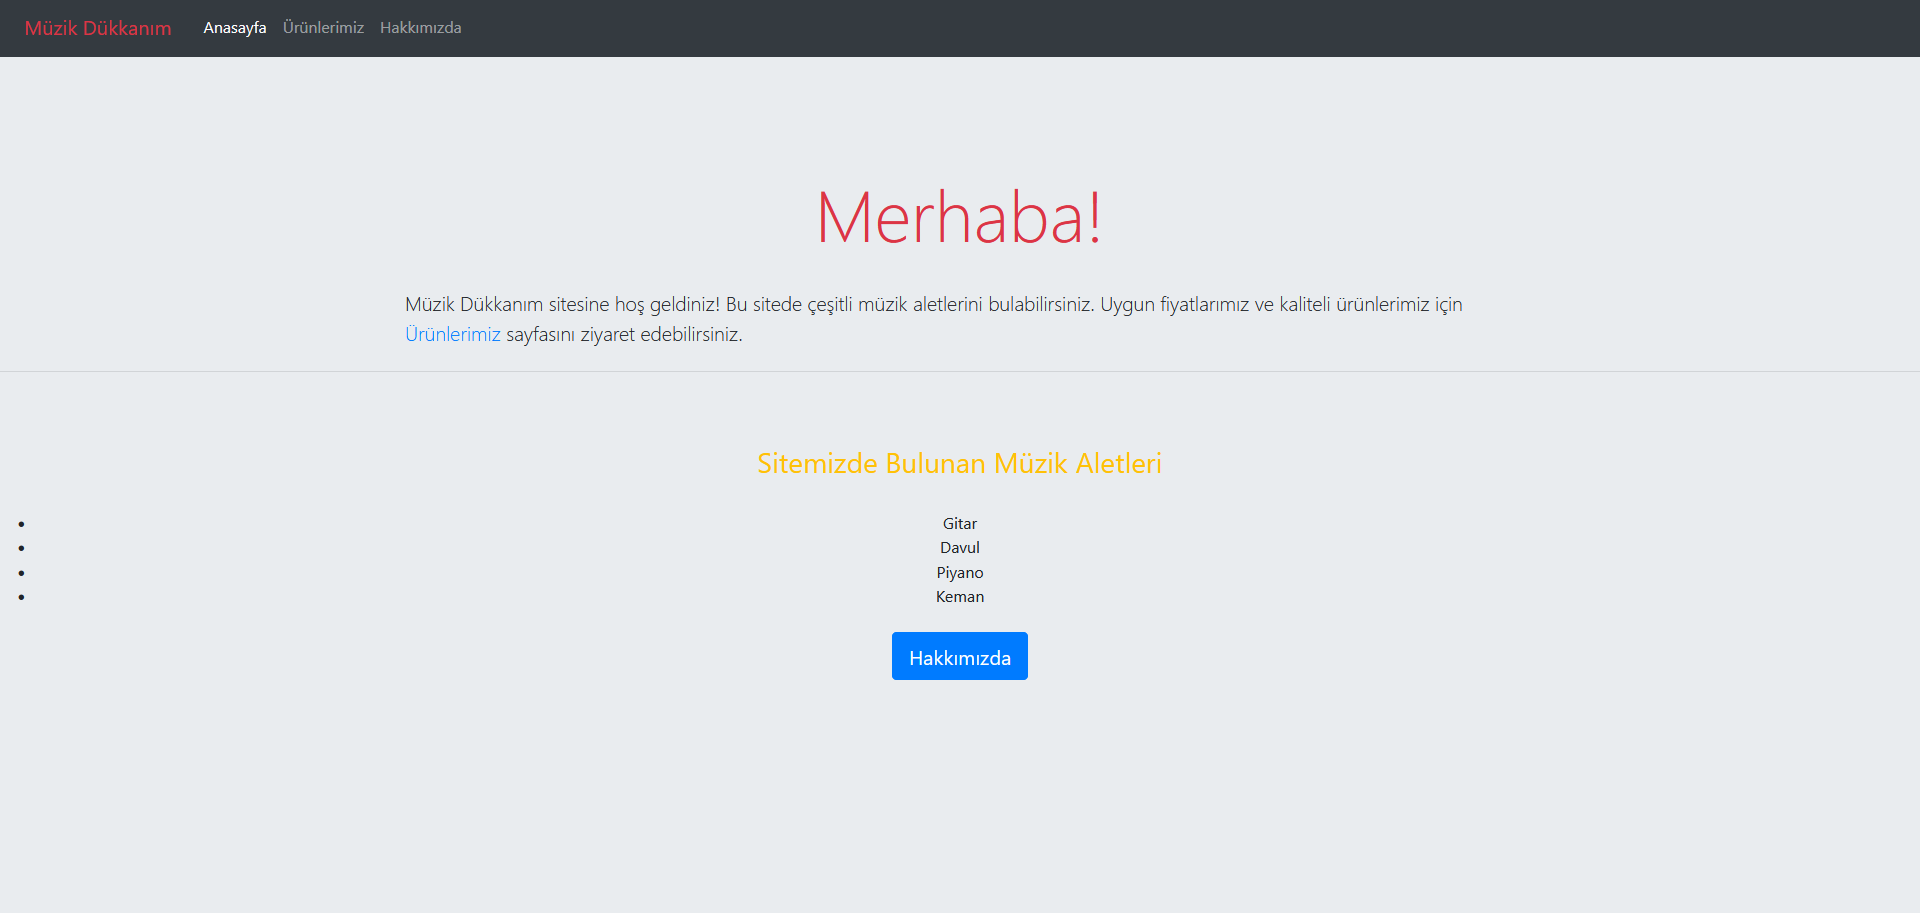 Müzik Dükkanım Anasayfa Ürünlerimiz Hakkımızda
Merhaba!
Müzik Dükkanım sitesine hoş geldiniz! Bu sitede çeşitli müzik aletlerini bulabilirsiniz. Uygun fiyatlarımız ve kaliteli ürünlerimiz için
Ürünlerimiz sayfasını ziyaret edebilirsiniz.
Sitemizde Bulunan Müzik Aletleri
Gitar
Davul
Piyano
Keman
Hakkımızda